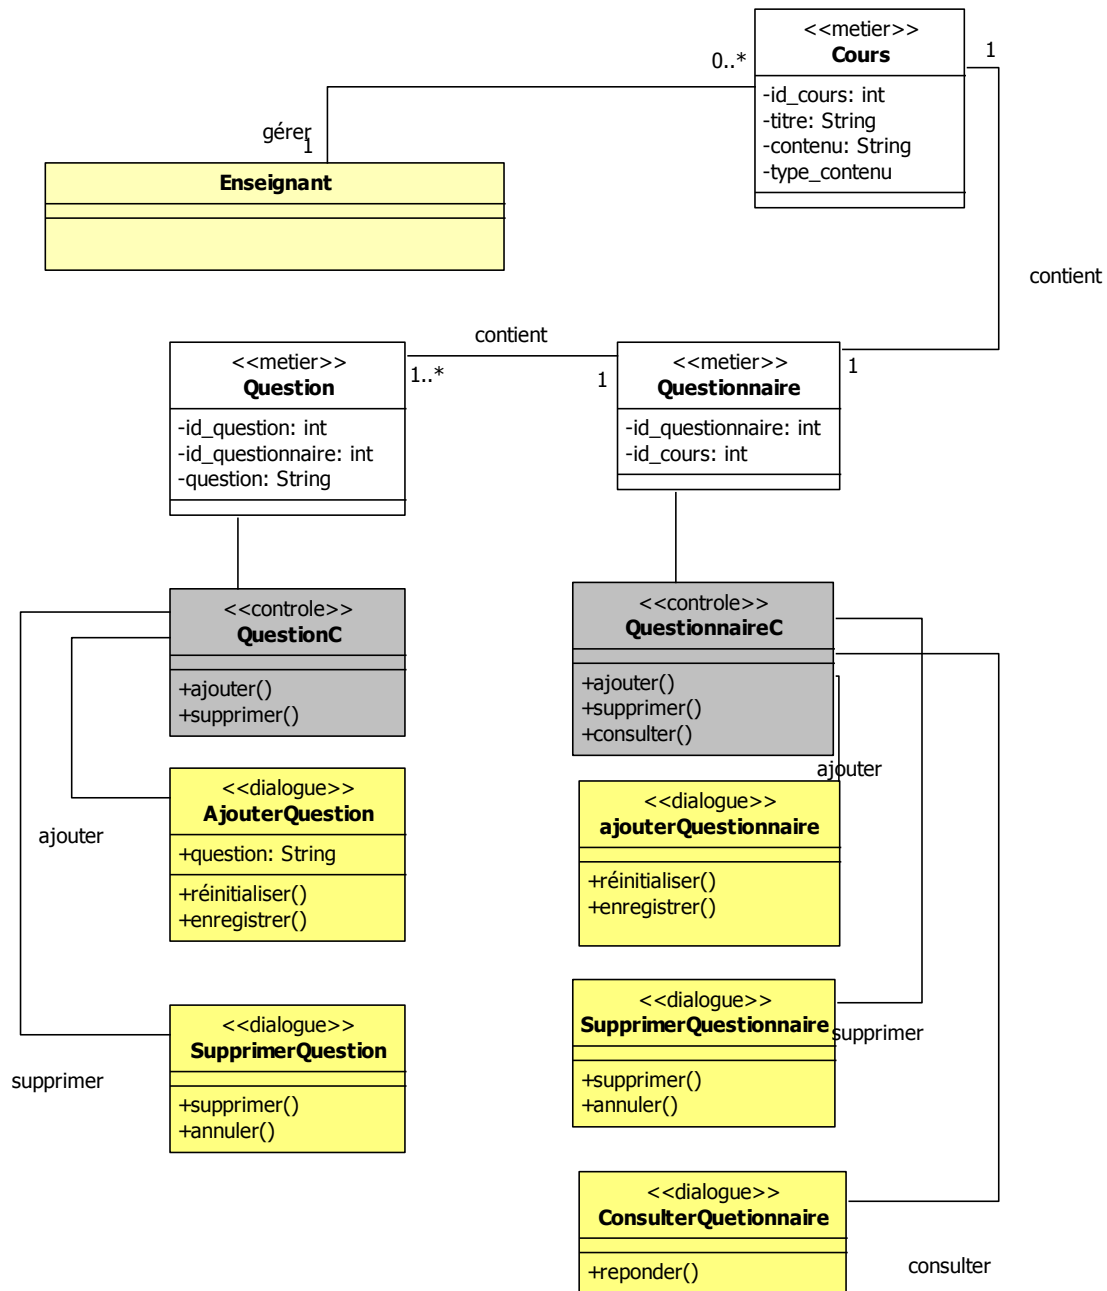 <<metier>>
Cours
0..*
1
-id_cours: int
-titre: String
-contenu: String
-type_contenu
gérer
1
Enseignant
contient
contient
<<metier>>
Question
1..*
1
<<metier>>
Questionnaire
1
-id_question: int
-id_questionnaire: int
-question: String
-id_questionnaire: int
-id_cours: int
<<controle>>
QuestionC
+ajouter()
+supprimer()
<<controle>>
QuestionnaireC
+ajouter()
+supprimer()
+consulter()
ajouter
<<dialogue>>
AjouterQuestion
+question: String
+réinitialiser()
+enregistrer()
ajouter
<<dialogue>>
ajouterQuestionnaire
+réinitialiser()
+enregistrer()
<<dialogue>>
SupprimerQuestion
+supprimer()
+annuler()
supprimer
<<dialogue>>
SupprimerQuestionnaire
+supprimer()
+annuler()
supprimer
<<dialogue>>
ConsulterQuetionnaire
+reponder()
consulter